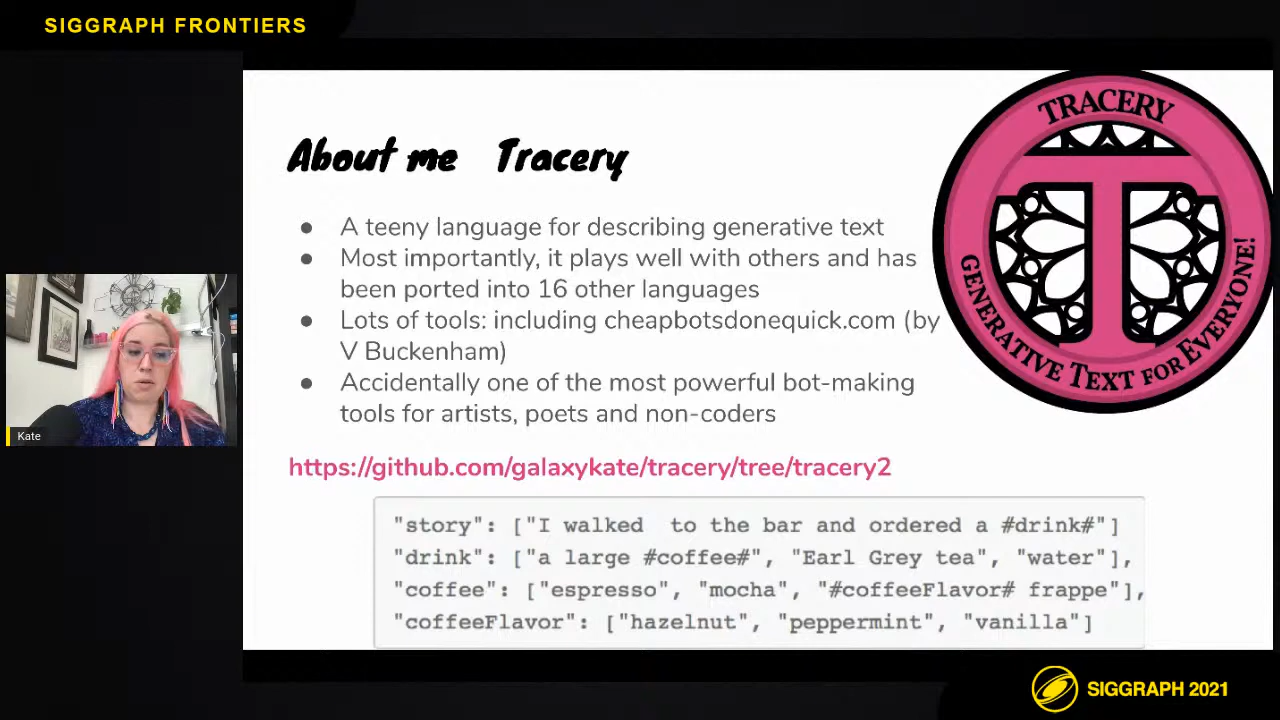 SIGGRAPH FRONTIERS
About me Tracery
● A teeny language for describing generative text
● Most importantly, it plays well with others and has
been ported into 16 other languages
● Lots of tools: including cheapbotsdonequick.com (by
V Buckenham)
● Accidentally one of the most powerful bot-making
tools for artists, poets and non-coders
https://github.com/galaxykate/tracery/tree/tracery2
"story": ["I walked  to the bar and ordered a #drink#"]
"drink": ["a large #coffee#", "Earl Grey tea", "water"],
"coffee": ["espresso", "mocha", "#coffeeFlavor# frappe"],
"coffeeFlavor": ["hazelnut", "peppermint", "vanilla"]
TRACERY
T
GENERATIVE TEXT FOR EVERYONE!
Kate
SIGGRAPH 2021